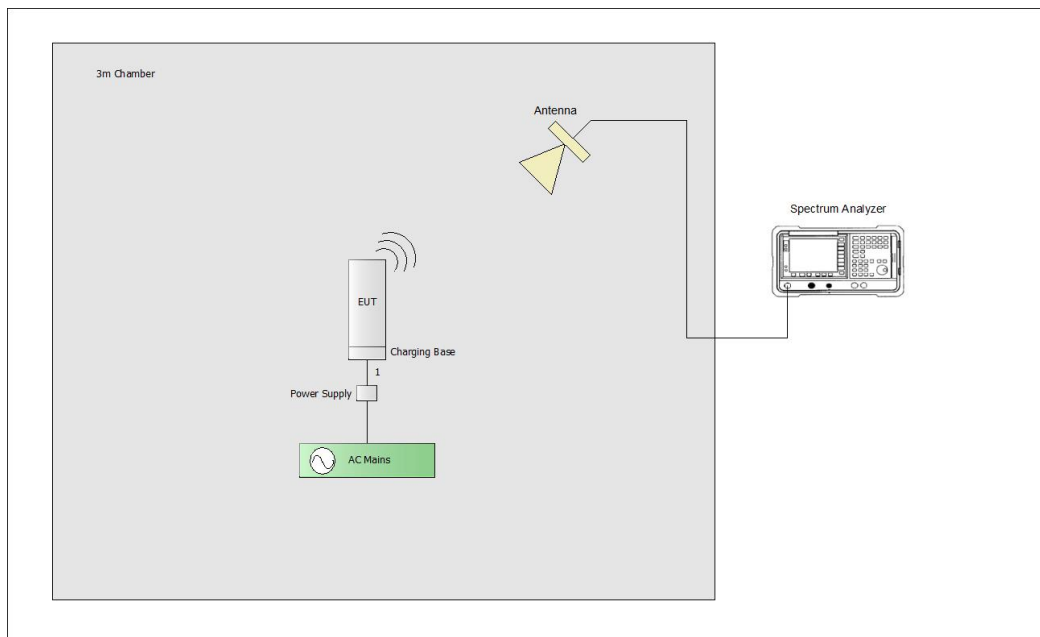 3m Chamber
Antenna
Spectrum Analyzer
EUT
Charging Base
1
Power Supply
AC Mains